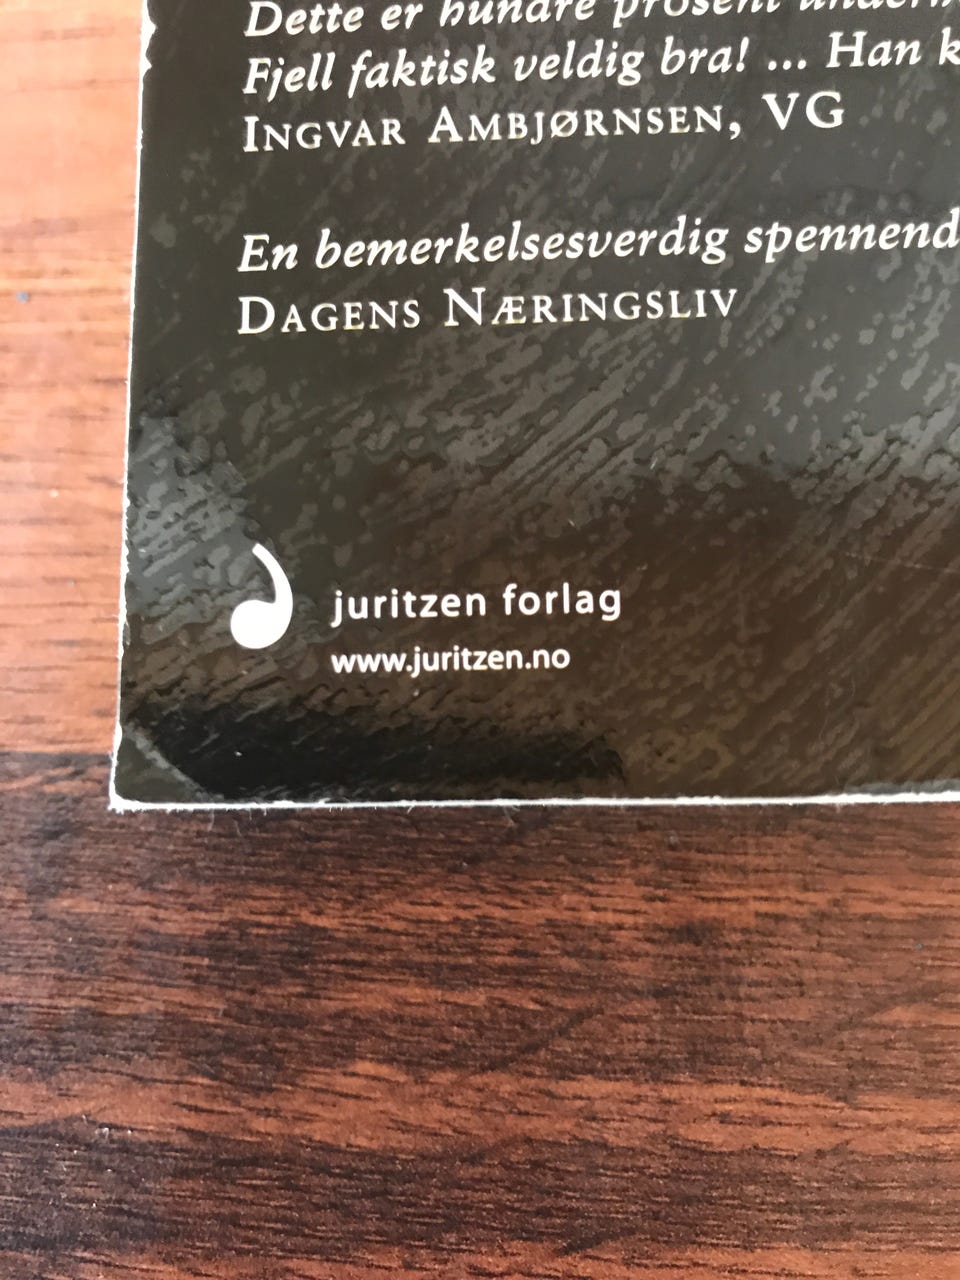 Dette er hundre prosent
Fjell faktisk veldig bra! ... Han
INGVAR AMBJØRNSEN, VG
En bemerkelsesverdig
DAGENS NÆRINGSLIV
juritzen forlag
www.juritzen.no